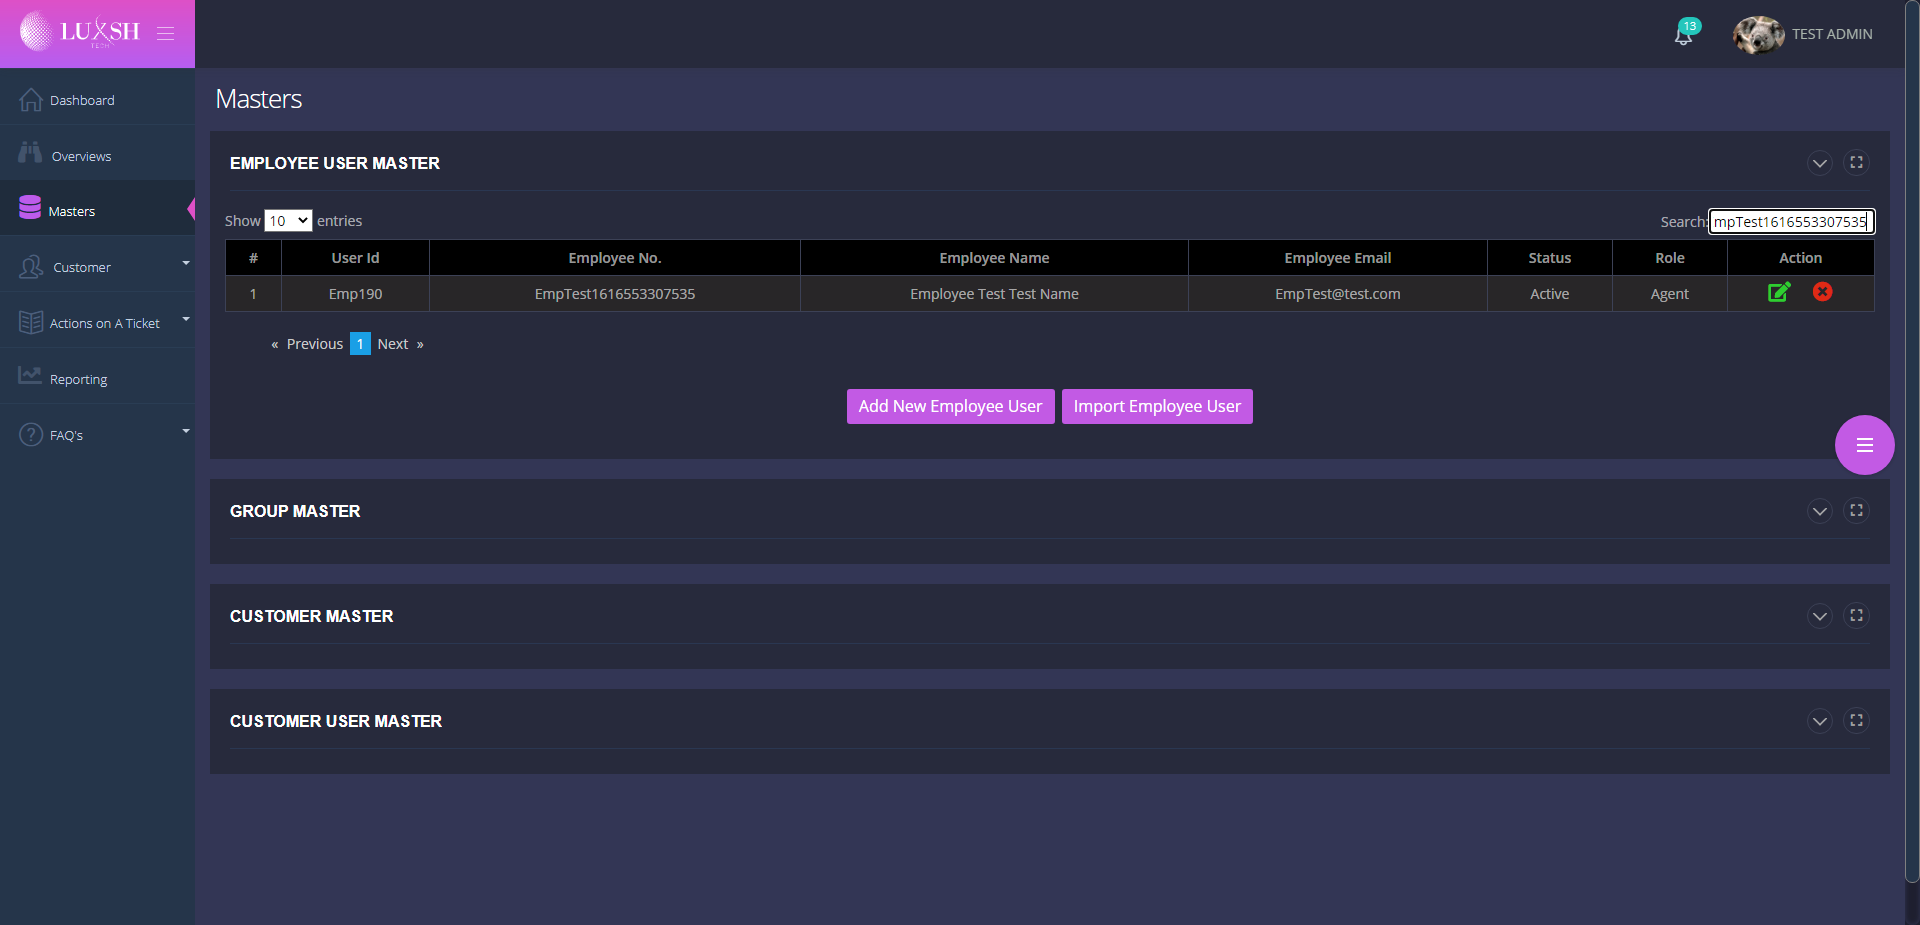 LUXSH
TECH
13
TEST ADMIN
Dashboard
Overviews
Masters
Customer
Actions on A Ticket
Reporting
? FAQ's
Masters
EMPLOYEE USER MASTER
Show 10 entries
Search: mpTest1616553307535
# User Id Employee No. Employee Name Employee Email Status Role Action
1 Emp190 EmpTest1616553307535 Employee Test Test Name EmpTest@test.com Active Agent
« Previous 1 Next »
Add New Employee User Import Employee User
GROUP MASTER
CUSTOMER MASTER
CUSTOMER USER MASTER